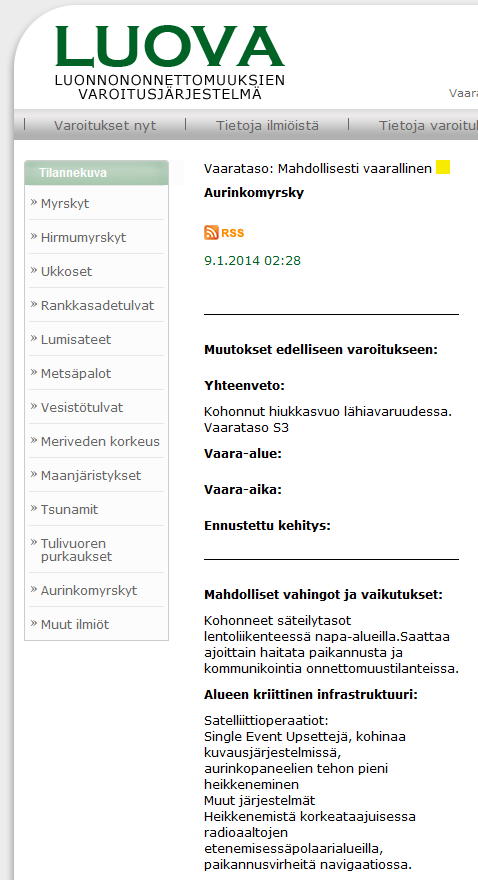 LUOVA
LUONNONONNETTOMUUKSIEN
VAROITUSJÄRJESTELMÄ
Vaara
Varoitukset nyt
Tietoja ilmiöistä
Tietoja varoituk
Tilannekuva
» Myrskyt
» Hirmumyrskyt
» Ukkoset
» Rankkasadetulvat
» Lumisateet
» Metsäpalot
» Vesistötulvat
» Meriveden korkeus
» Maanjäristykset
» Tsunamit
» Tulivuoren
purkaukset
» Aurinkomyrskyt
» Muut ilmiöt
Vaarataso: Mahdollisesti vaarallinen
Aurinkomyrsky
RSS
9.1.2014 02:28
Muutokset edelliseen varoitukseen:
Yhteenveto:
Kohonnut hiukkasvuo lähiavaruudessa.
Vaarataso S3
Vaara-alue:
Vaara-aika:
Ennustettu kehitys:
Mahdolliset vahingot ja vaikutukset:
Kohonneet säteilytasot
lentoliikenteessä napa-alueilla.Saattaa
ajoittain haitata paikannusta ja
kommunikointia onnettomuustilanteissa.
Alueen kriittinen infrastruktuuri:
Satelliittioperaatiot:
Single Event Upsettejä, kohinaa
kuvausjärjestelmissä,
aurinkopaneelien tehon pieni
heikkeneminen
Muut järjestelmät
Heikkenemistä korkeataajuisessa
radioaaltojen
etenemisessäpolaarialueilla,
paikannusvirheitä navigaatiossa.